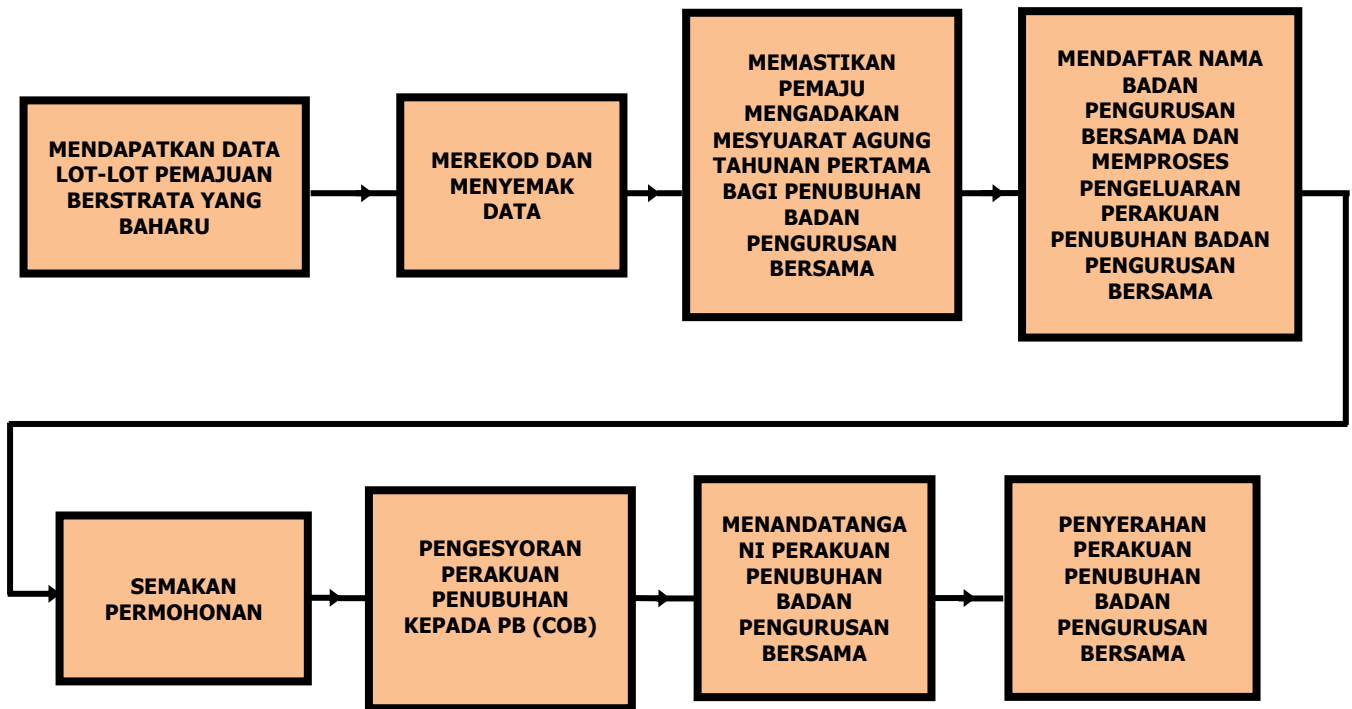 MENDAPATKAN DATA
LOT-LOT PEMAJUAN
BERSTRATA YANG
BAHARU
MEREKOD DAN
MENYEMAK
DATA
MEMASTIKAN
PEMAJU
MENGADAKAN
MESYUARAT AGUNG
TAHUNAN PERTAMA
BAGI PENUBUHAN
BADAN
PENGURUSAN
BERSAMA
MENDAFTAR NAMA
BADAN
PENGURUSAN
BERSAMA DAN
MEMPROSES
PENGELUARAN
PERAKUAN
PENUBUHAN BADAN
PENGURUSAN
BERSAMA
SEMAKAN
PERMOHONAN
PENGESYORAN
PERAKUAN
PENUBUHAN
KEPADA PB (COB)
MENANDATANGA
NI PERAKUAN
PENUBUHAN
BADAN
PENGURUSAN
BERSAMA
PENYERAHAN
PERAKUAN
PENUBUHAN
BADAN
PENGURUSAN
BERSAMA